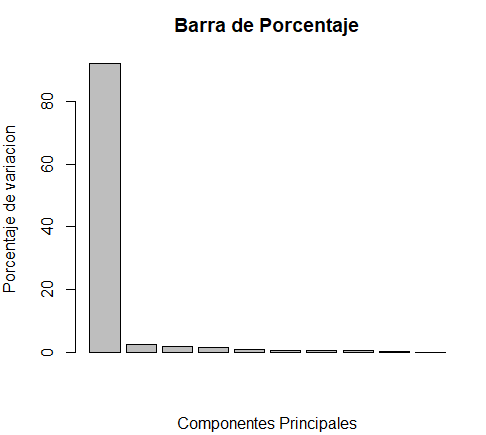 Barra de Porcentaje
Porcentaje de variacion
80
60
40
20
0
Componentes Principales